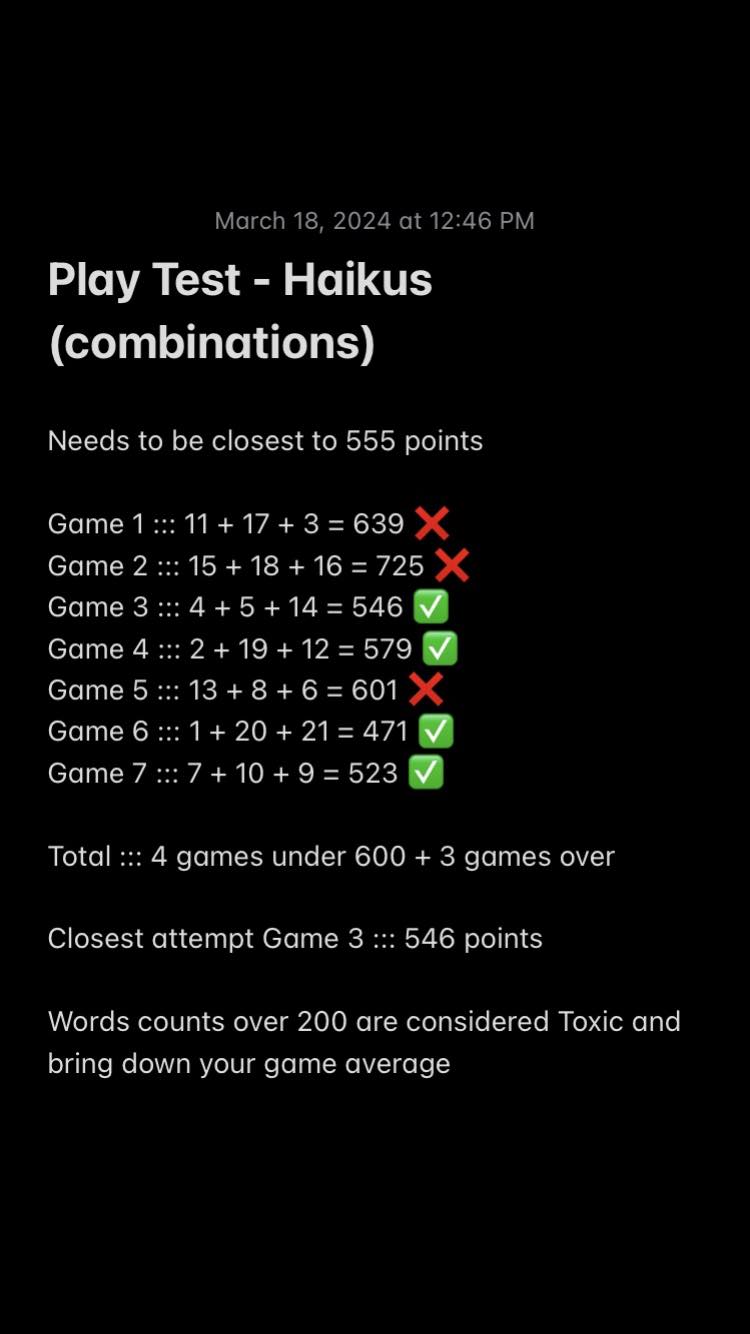 March 18, 2024 at 12:46 PM
Play Test - Haikus
(combinations)
Needs to be closest to 555 points
Game 1 ::: 11 + 17 + 3 = 639 ❌
Game 2 ::: 15 + 18 + 16 = 725 ❌
Game 3 ::: 4 + 5 + 14 = 546 ✅
Game 4 ::: 2 + 19 + 12 = 579 ✅
Game 5 ::: 13 + 8 + 6 = 601 ❌
Game 6 ::: 1 + 20 + 21 = 471 ✅
Game 7 ::: 7 + 10 + 9 = 523 ✅
Total ::: 4 games under 600 + 3 games over
Closest attempt Game 3 ::: 546 points
Words counts over 200 are considered Toxic and
bring down your game average